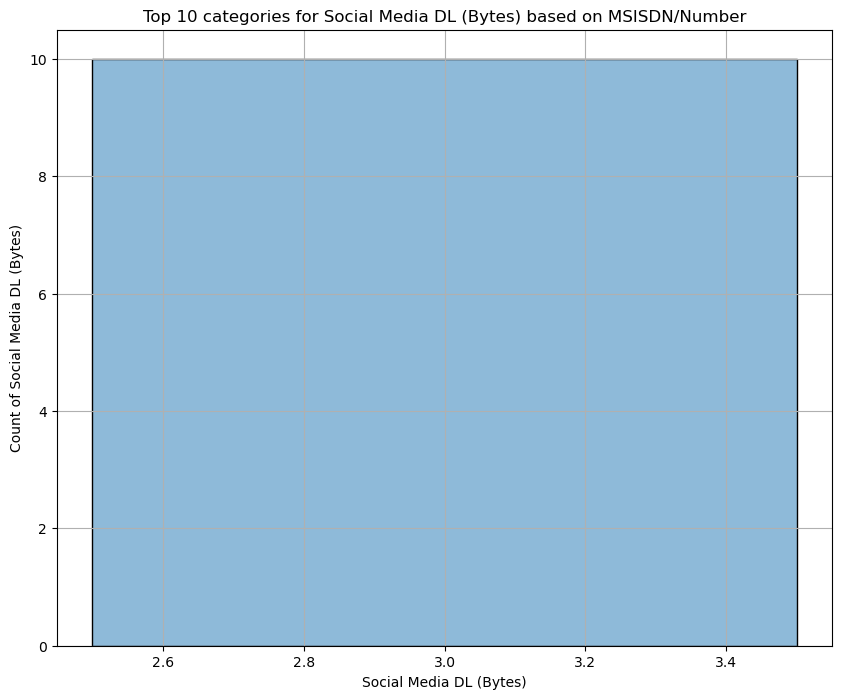 Top 10 categories for Social Media DL (Bytes) based on MSISDN/Number
Count of Social Media DL (Bytes)
10
8
6
4
2
0
2.6 2.8 3.0 3.2 3.4
Social Media DL (Bytes)